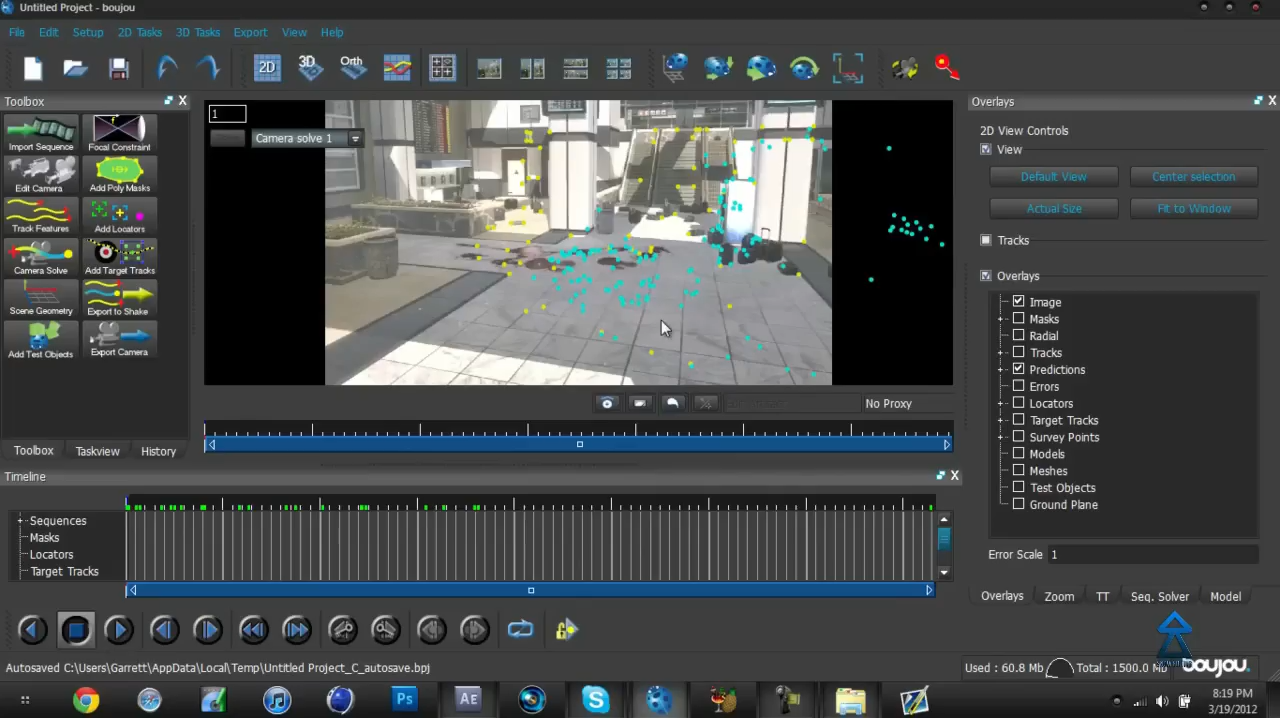 Untitled Project - boujou
File Edit Setup 2D Tasks 3D Tasks Export View Help
2D 3D Orth
Toolbox
Import Sequence Focal Constraint
Edit Camera Add Poly Masks
Track Features Add Locators
Camera Solve Add Target Tracks
Scene Geometry Export to Shake
Add Test Objects Export Camera
Toolbox Taskview History
1
Camera solve 1
No Proxy
Overlays
2D View Controls
View
Default View Center selection
Actual Size Fit to Window
Tracks
Overlays
Image
Masks
Radial
Tracks
Predictions
Errors
Locators
Target Tracks
Survey Points
Models
Meshes
Test Objects
Ground Plane
Error Scale 1
Overlays Zoom TT Seq. Solver Model
Timeline
Sequences
Masks
Locators
Target Tracks
Autosaved C:\Users\Garrett\AppData\Local\Temp\Untitled Project_C_autosave.bpj
Used : 60.8 Mb Total : 1500.0 Mb
boujou.
Ps AE
8:19 PM
3/19/2012